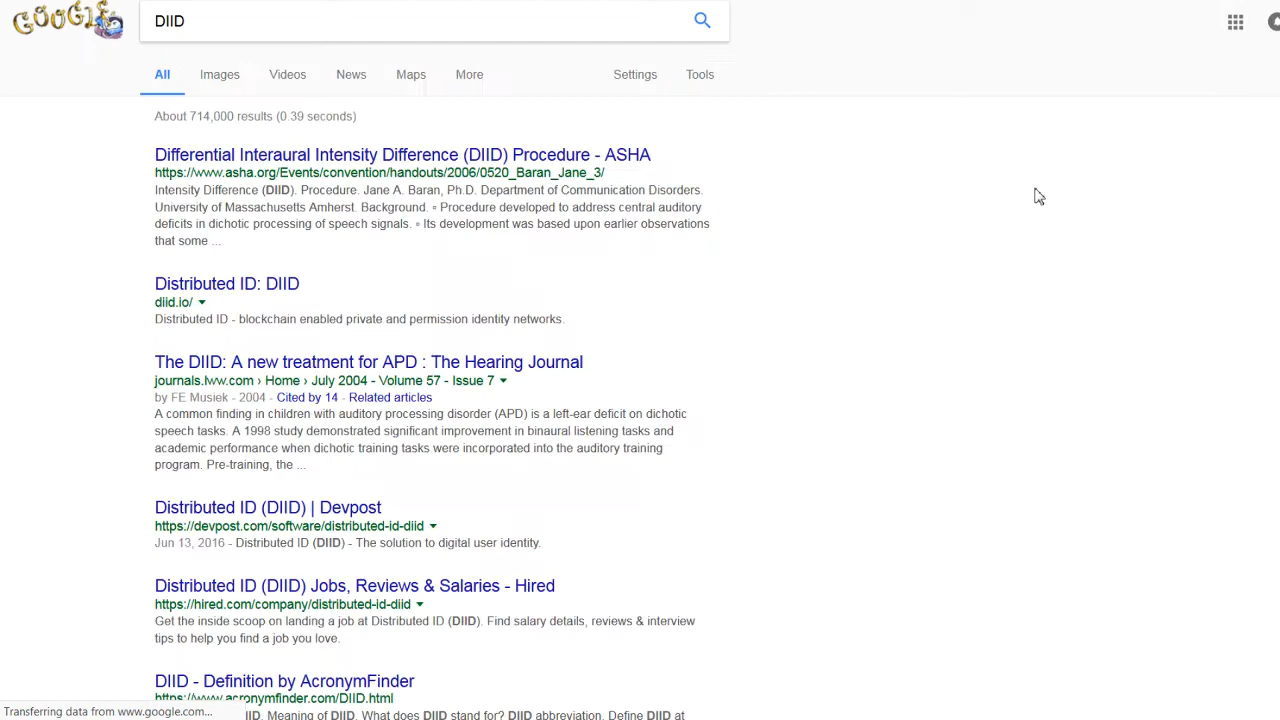 Google
DIID
All Images Videos News Maps More Settings Tools
About 714,000 results (0.39 seconds)
Differential Interaural Intensity Difference (DIID) Procedure - ASHA
https://www.asha.org/Events/convention/handouts/2006/0520_Baran_Jane_3/
Intensity Difference (DIID). Procedure. Jane A. Baran, Ph.D. Department of Communication Disorders.
University of Massachusetts Amherst. Background. ▫ Procedure developed to address central auditory
deficits in dichotic processing of speech signals. ▫ Its development was based upon earlier observations
that some ...
Distributed ID: DIID
diid.io/
Distributed ID - blockchain enabled private and permission identity networks.
The DIID: A new treatment for APD : The Hearing Journal
journals.lww.com › Home › July 2004 - Volume 57 - Issue 7
by FE Musiek - 2004 - Cited by 14 - Related articles
A common finding in children with auditory processing disorder (APD) is a left-ear deficit on dichotic
speech tasks. A 1998 study demonstrated significant improvement in binaural listening tasks and
academic performance when dichotic training tasks were incorporated into the auditory training
program. Pre-training, the ...
Distributed ID (DIID) | Devpost
https://devpost.com/software/distributed-id-diid
Jun 13, 2016 - Distributed ID (DIID) - The solution to digital user identity.
Distributed ID (DIID) Jobs, Reviews & Salaries - Hired
https://hired.com/company/distributed-id-diid
Get the inside scoop on landing a job at Distributed ID (DIID). Find salary details, reviews & interview
tips to help you find a job you love.
DIID - Definition by AcronymFinder
https://www.acronymfinder.com/DIID.html
Transferring data from www.google.com...
IID. Meaning of DIID. What does DIID stand for? DIID abbreviation. Define DIID at